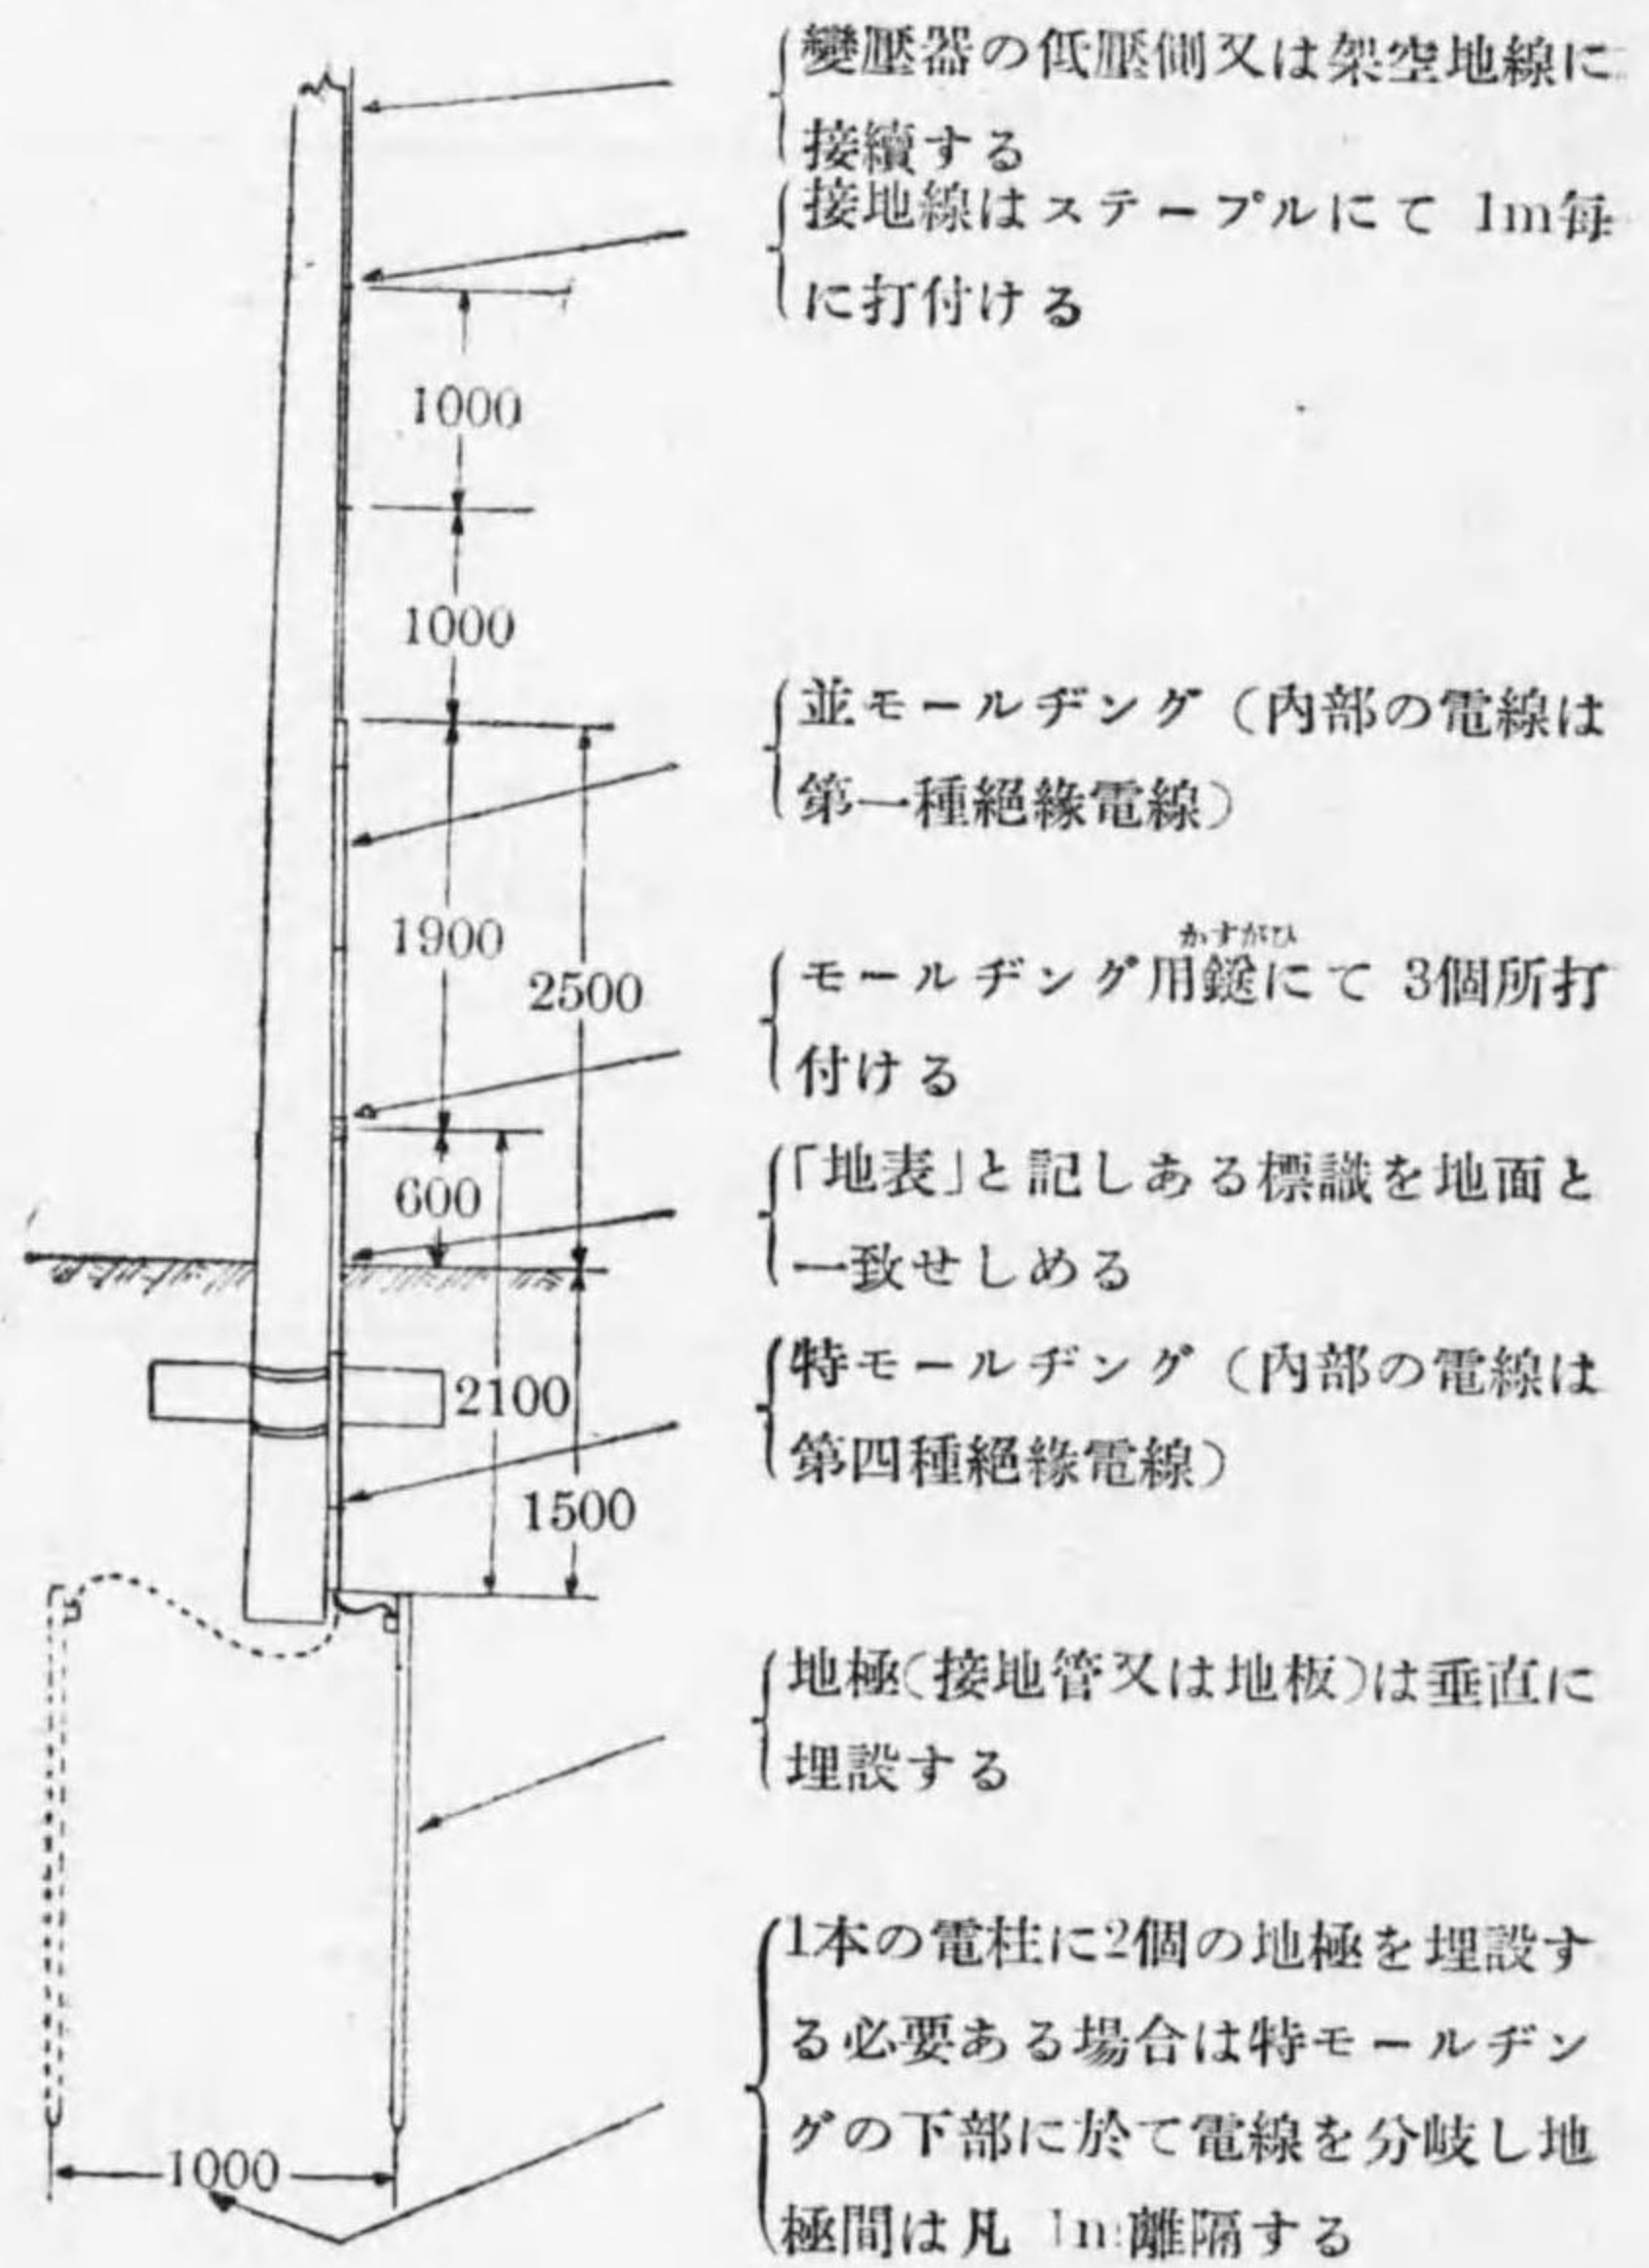 變壓器の低壓側又は架空地線に
接續する
接地線はステープルにて 1m每
に打付ける
1000
1000
並モールヂング（內部の電線は
第一種絕緣電線）
1900
2500
かすがひ
モールヂング用鎹にて 3個所打
付ける
「地表」と記しある標識を地面と
一致せしめる
600
特モールヂング（內部の電線は
第四種絕緣電線）
2100
1500
地極（接地管又は地板）は垂直に
埋設する
1本の電柱に2個の地極を埋設す
る必要ある場合は特モールヂン
グの下部に於て電線を分岐し地
極間は凡 1m離隔する
1000